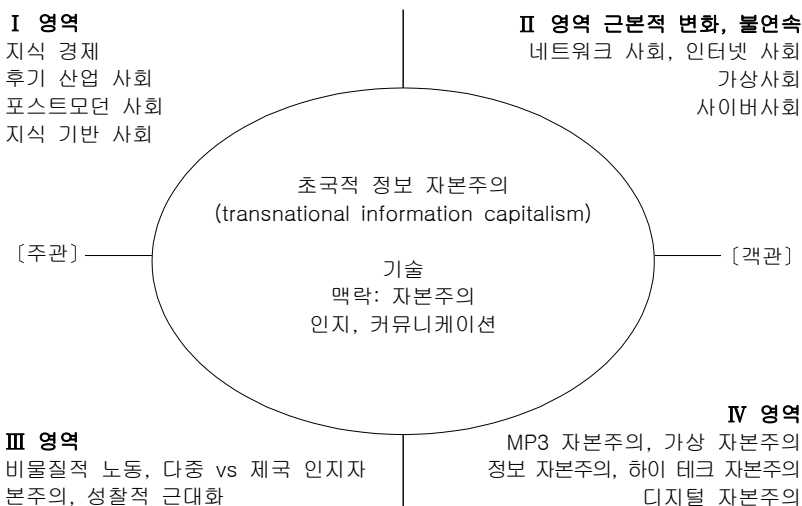 Ⅰ 영역
지식 경제
후기 산업 사회
포스트모던 사회
지식 기반 사회
Ⅱ 영역 근본적 변화, 불연속
네트워크 사회, 인터넷 사회
가상사회
사이버사회
초국적 정보 자본주의
(transnational information capitalism)
〔주관〕
〔객관〕
기술
맥락: 자본주의
인지, 커뮤니케이션
Ⅲ 영역
비물질적 노동, 다중 vs 제국 인지자
본주의, 성찰적 근대화
Ⅳ 영역
MP3 자본주의, 가상 자본주의
정보 자본주의, 하이 테크 자본주의
디지털 자본주의